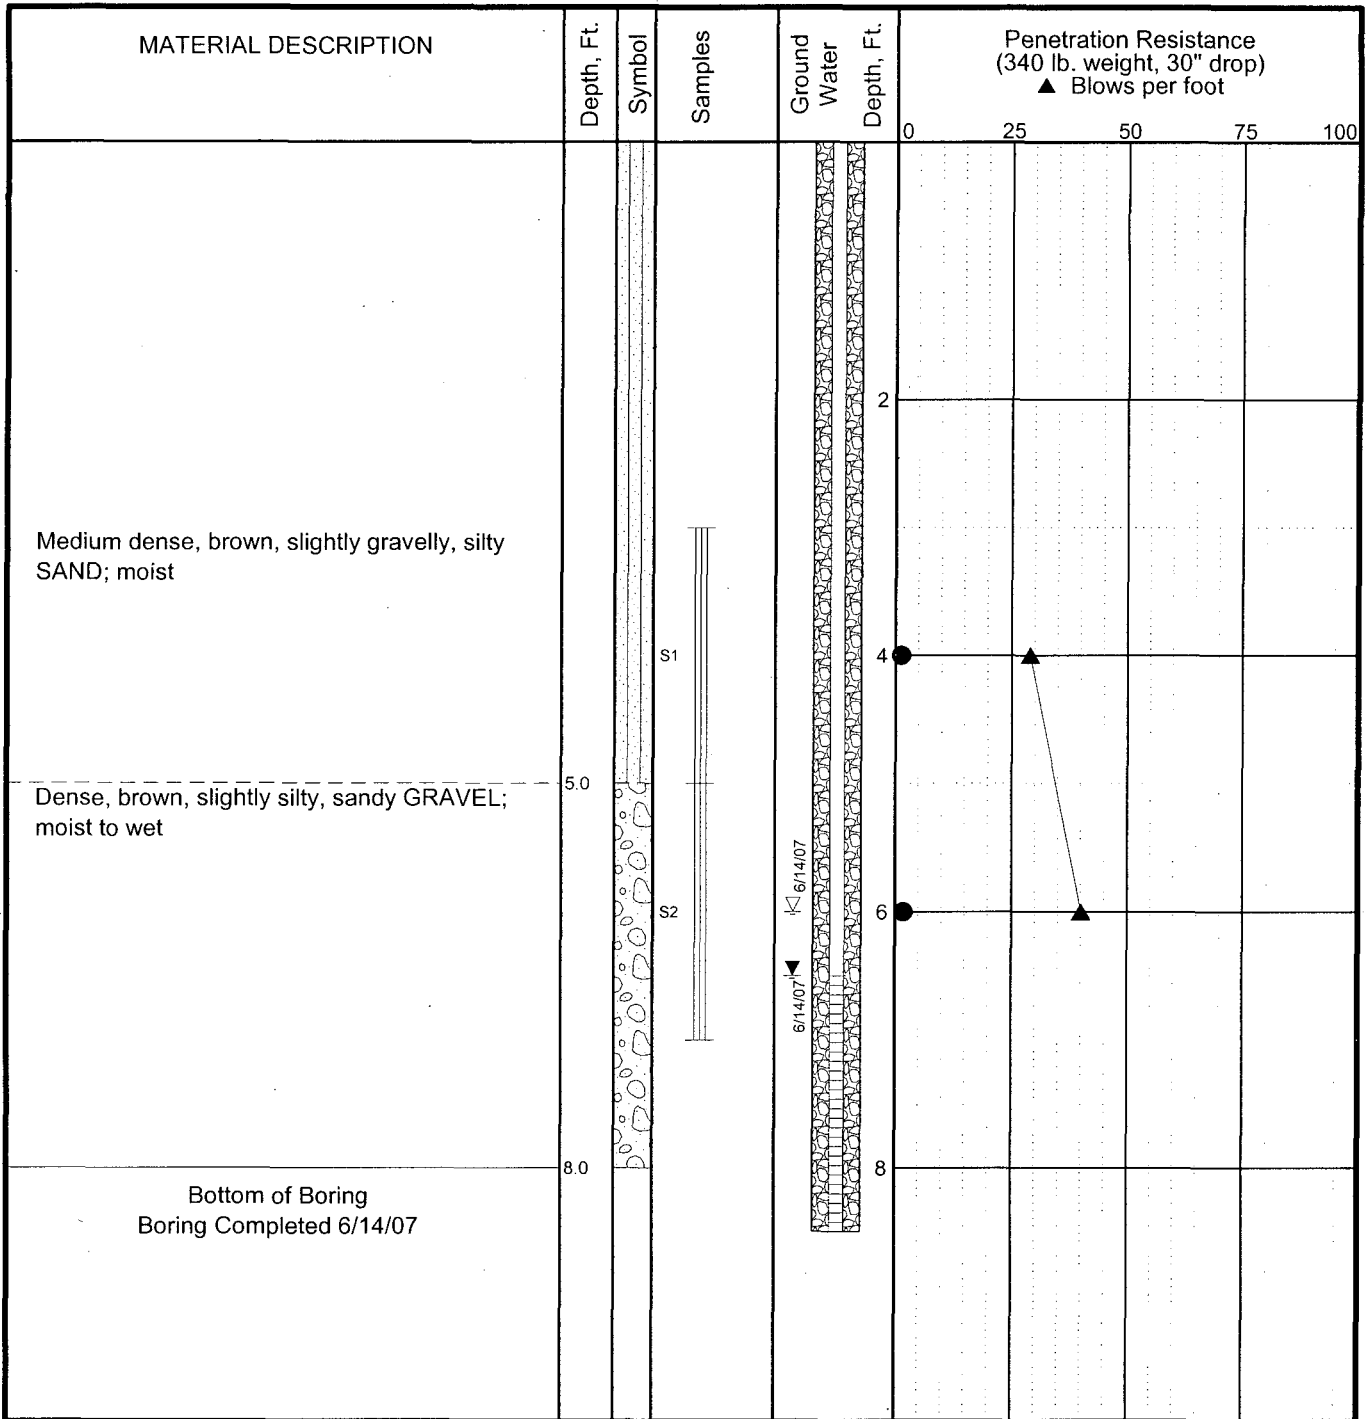 MATERIAL DESCRIPTION
Depth, Ft.
Symbol
Samples
Ground
Water
Depth, Ft.
Penetration Resistance
(340 lb. weight, 30" drop)
▲ Blows per foot
0 25 50 75 100
2
Medium dense, brown, slightly gravelly, silty
SAND; moist
S1
4
5.0
Dense, brown, slightly silty, sandy GRAVEL;
moist to wet
6/14/07
S2
6
6/14/07
8.0
8
Bottom of Boring
Boring Completed 6/14/07